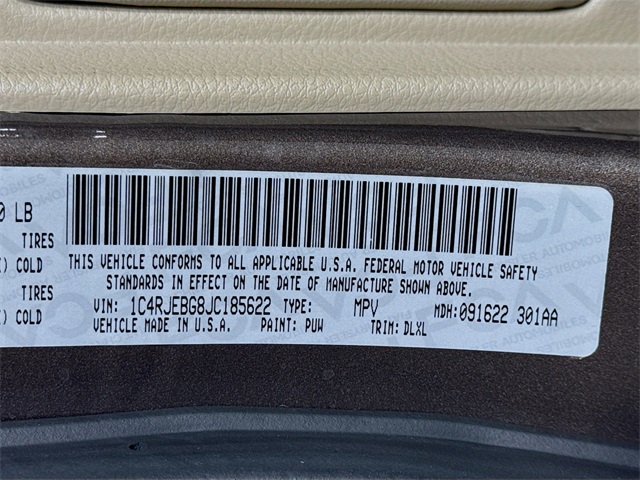 0 LB
TIRES
) COLD
TIRES
) COLD
THIS VEHICLE CONFORMS TO ALL APPLICABLE U.S.A. FEDERAL MOTOR VEHICLE SAFETY
STANDARDS IN EFFECT ON THE DATE OF MANUFACTURE SHOWN ABOVE.
VIN: 1C4RJEBG8JC185622 TYPE: MPV MDH: 091622 301AA
VEHICLE MADE IN U.S.A. PAINT: PUW TRIM: DLXL